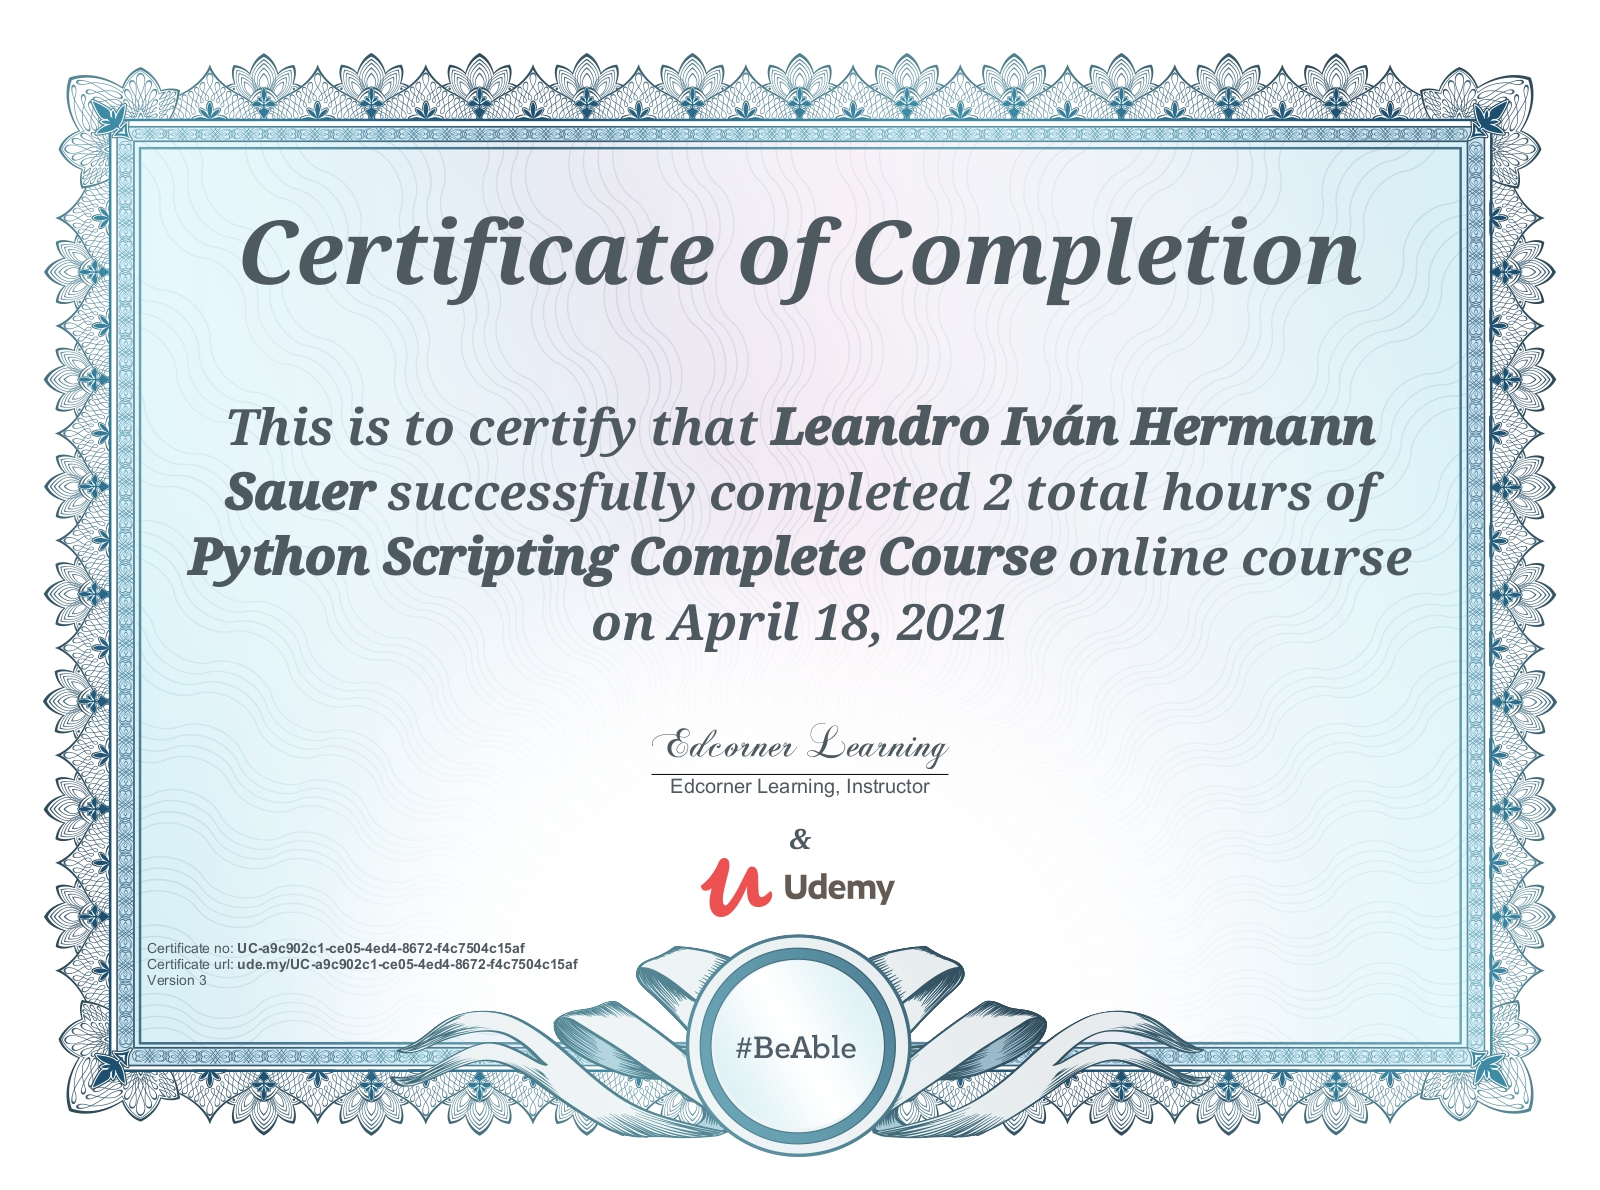 Certificate of Completion
This is to certify that Leandro Iván Hermann
Sauer successfully completed 2 total hours of
Python Scripting Complete Course online course
on April 18, 2021
Edcorner Learning
Edcorner Learning, Instructor
&
Udemy
Certificate no: UC-a9c902c1-ce05-4ed4-8672-f4c7504c15af
Certificate url: ude.my/UC-a9c902c1-ce05-4ed4-8672-f4c7504c15af
Version 3
#BeAble